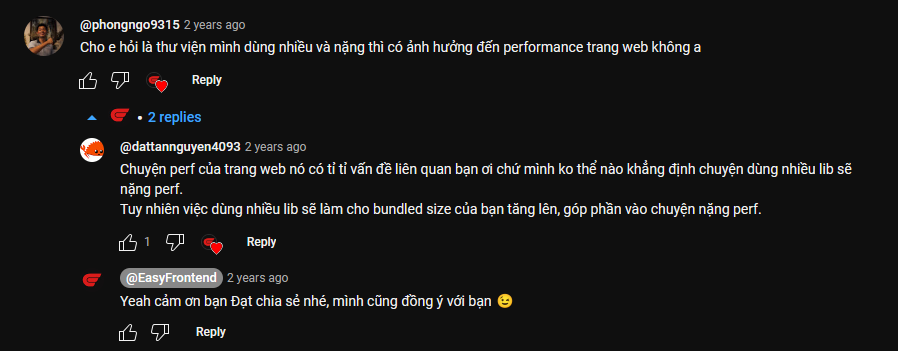 @phongngo9315 2 years ago
Cho e hỏi là thư viện mình dùng nhiều và nặng thì có ảnh hưởng đến performance trang web không a
Reply
• 2 replies
@dattannguyen4093 2 years ago
Chuyện perf của trang web nó có tỉ tỉ vấn đề liên quan bạn ơi chứ mình ko thể nào khẳng định chuyện dùng nhiều lib sẽ
nặng perf.
Tuy nhiên việc dùng nhiều lib sẽ làm cho bundled size của bạn tăng lên, góp phần vào chuyện nặng perf.
1 Reply
@EasyFrontend 2 years ago
Yeah cảm ơn bạn Đạt chia sẻ nhé, mình cũng đồng ý với bạn 😉
Reply